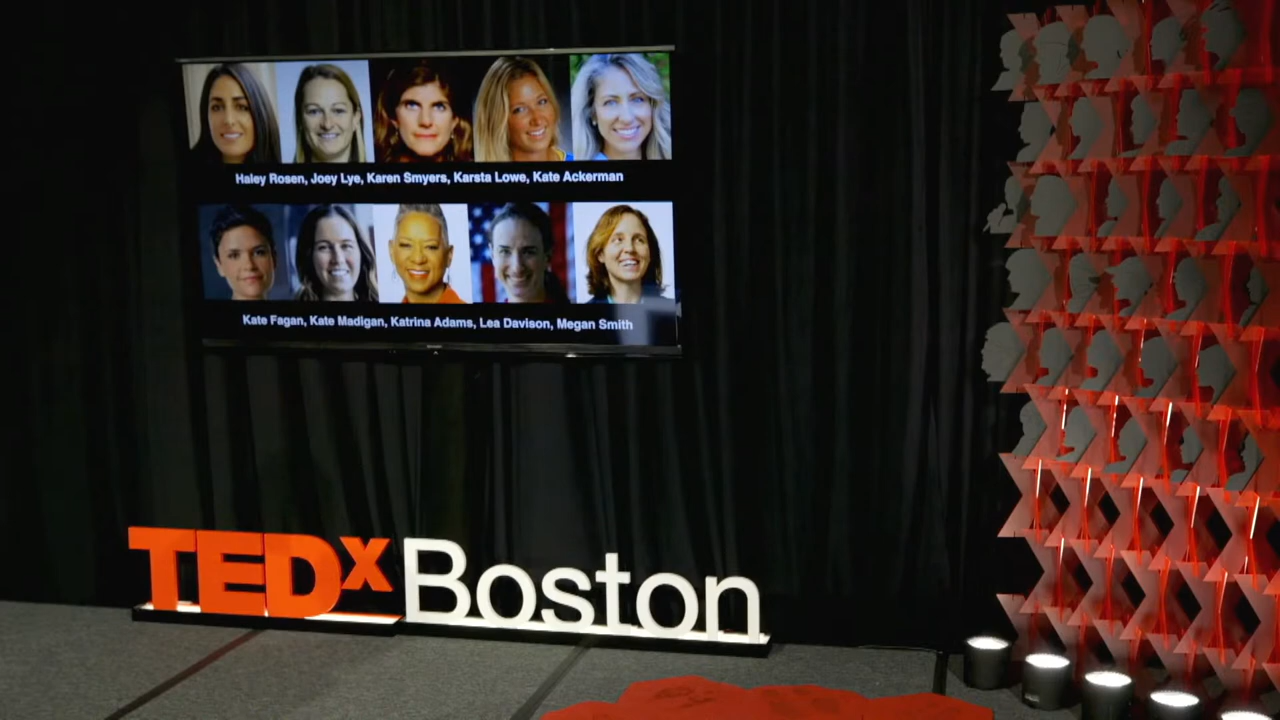 Haley Rosen, Joey Lye, Karen Smyers, Karsta Lowe, Kate Ackerman
Kate Fagan, Kate Madigan, Katrina Adams, Lea Davison, Megan Smith
TEDx Boston